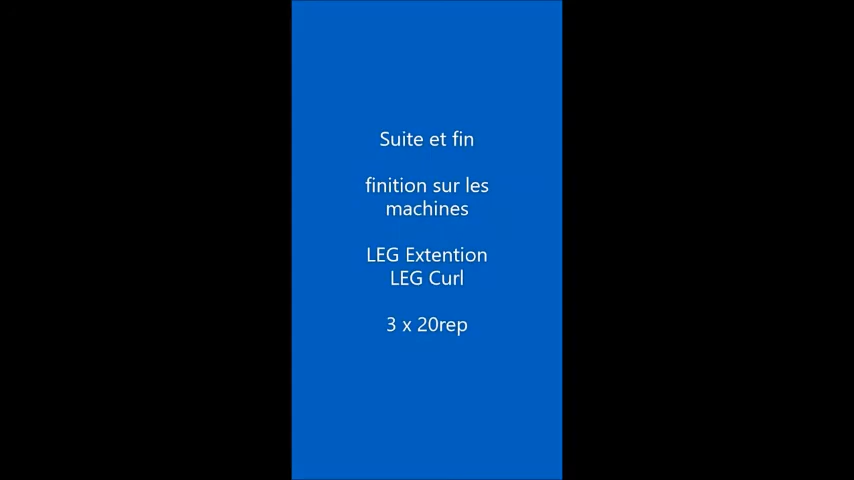 Suite et fin
finition sur les
machines
LEG Extention
LEG Curl
3 x 20rep